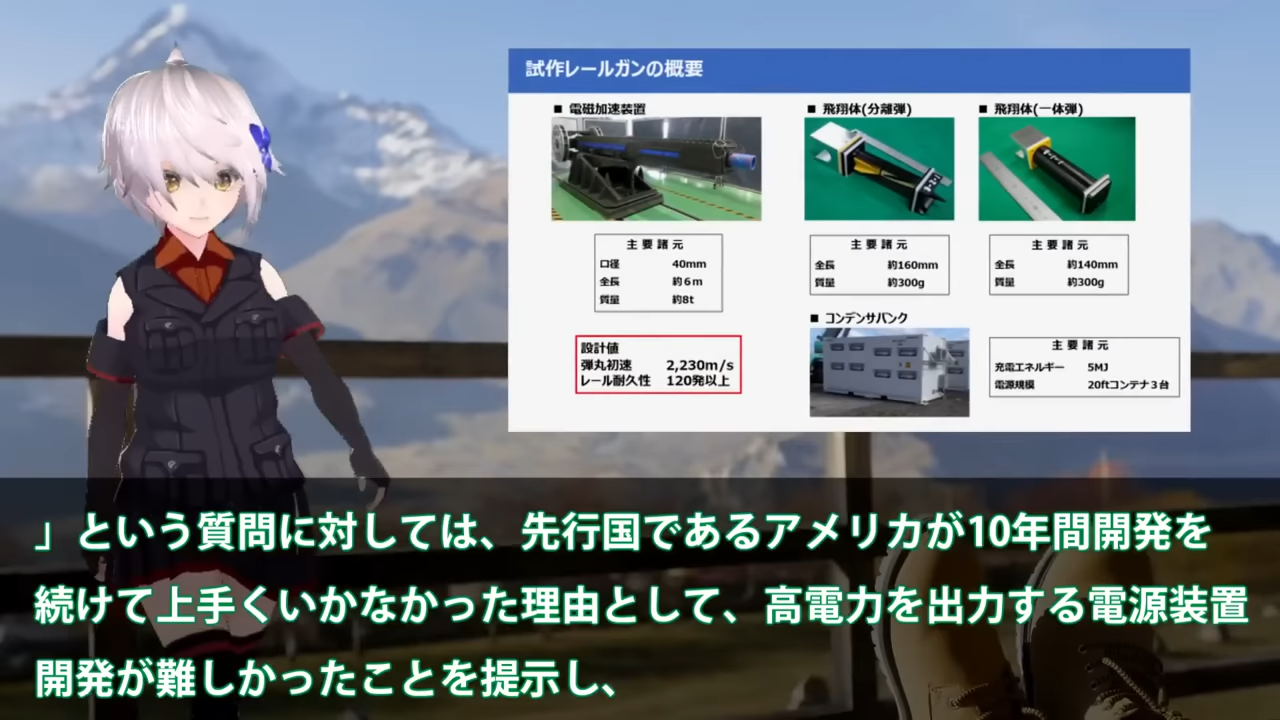 試作レールガンの概要
■ 電磁加速装置
■ 飛翔体(分離弾)
■ 飛翔体(一体弾)
主要諸元
口径 40mm
全長 約6m
質量 約8t
主要諸元
全長 約160mm
質量 約300g
主要諸元
全長 約140mm
質量 約300g
設計値
弾丸初速 2,230m/s
レール耐久性 120発以上
■ コンデンサバンク
主要諸元
充電エネルギー 5MJ
電源規模 20ftコンテナ3台
」という質問に対しては、先行国であるアメリカが10年間開発を
続けて上手くいかなかった理由として、高電力を出力する電源装置
開発が難しかったことを提示し、